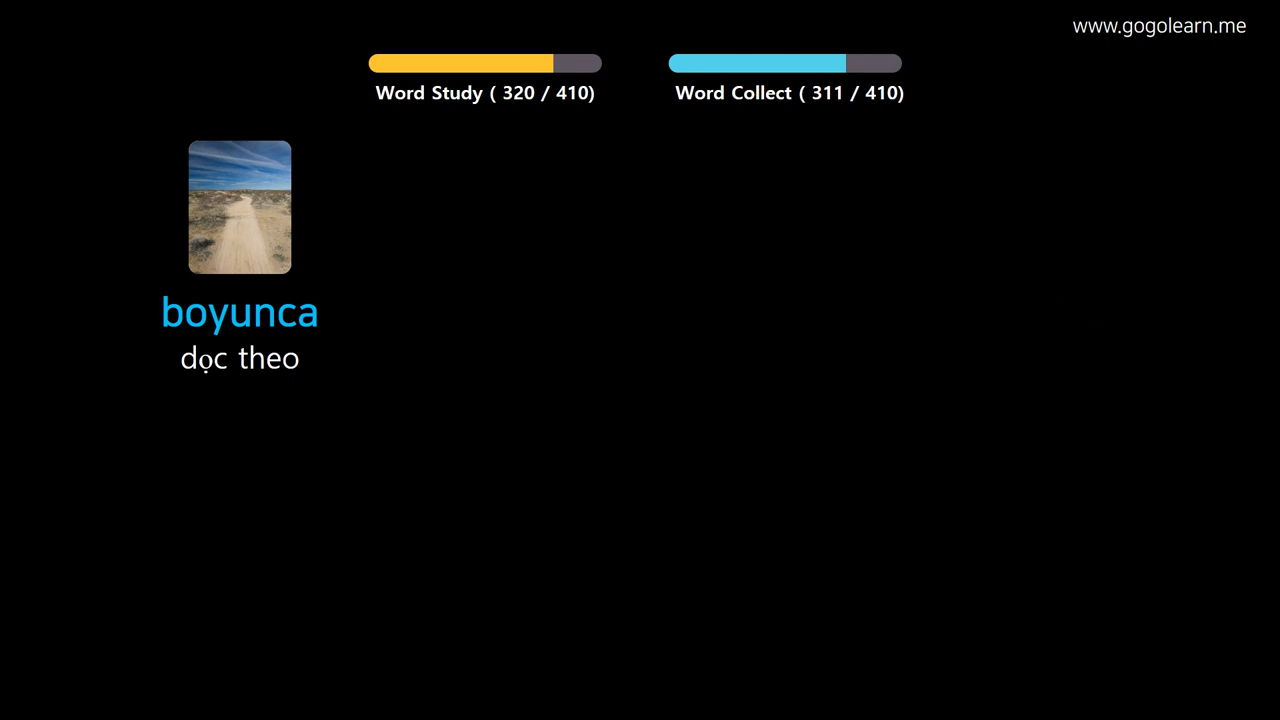 www.gogolearn.me
Word Study ( 320 / 410)
Word Collect ( 311 / 410)
boyunca
dọc theo